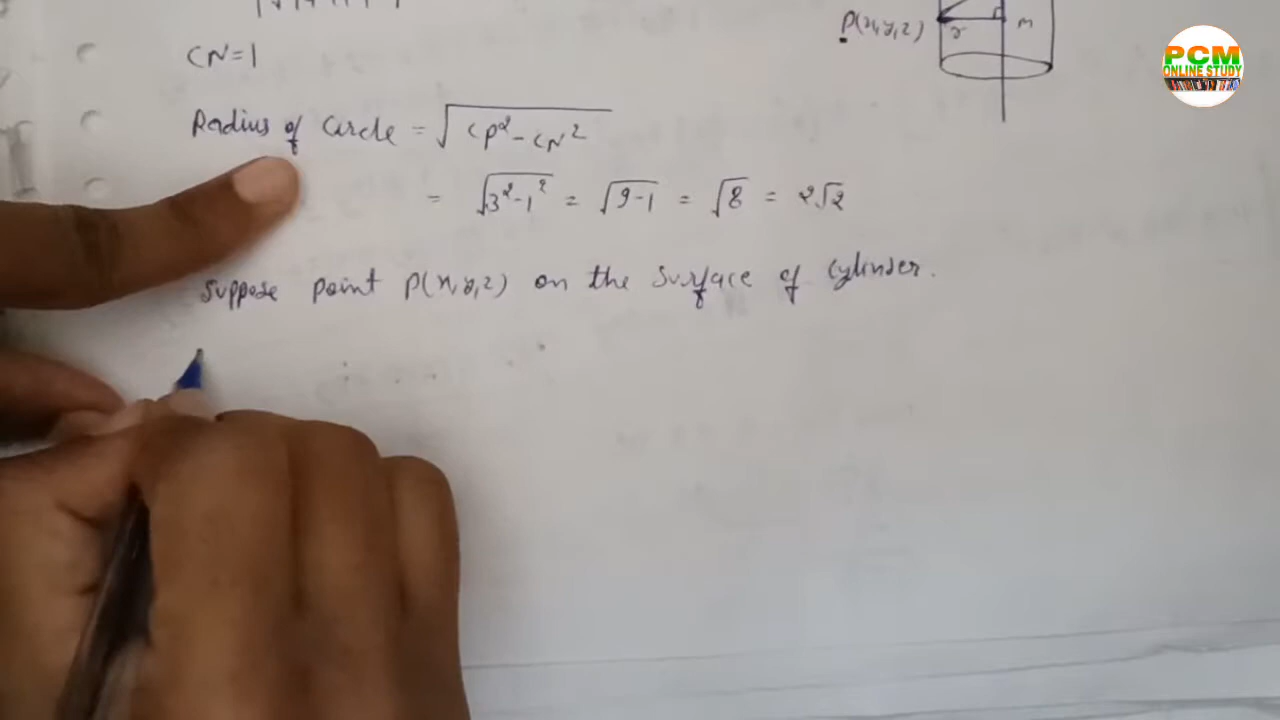 P(x,y,z)
r
M
PCM
ONLINE STUDY
CN=1
Radius of Circle = √CP²-CN²
= √3²-1² = √9-1 = √8 = 2√2
Suppose point P(x,y,z) on the surface of cylinder.